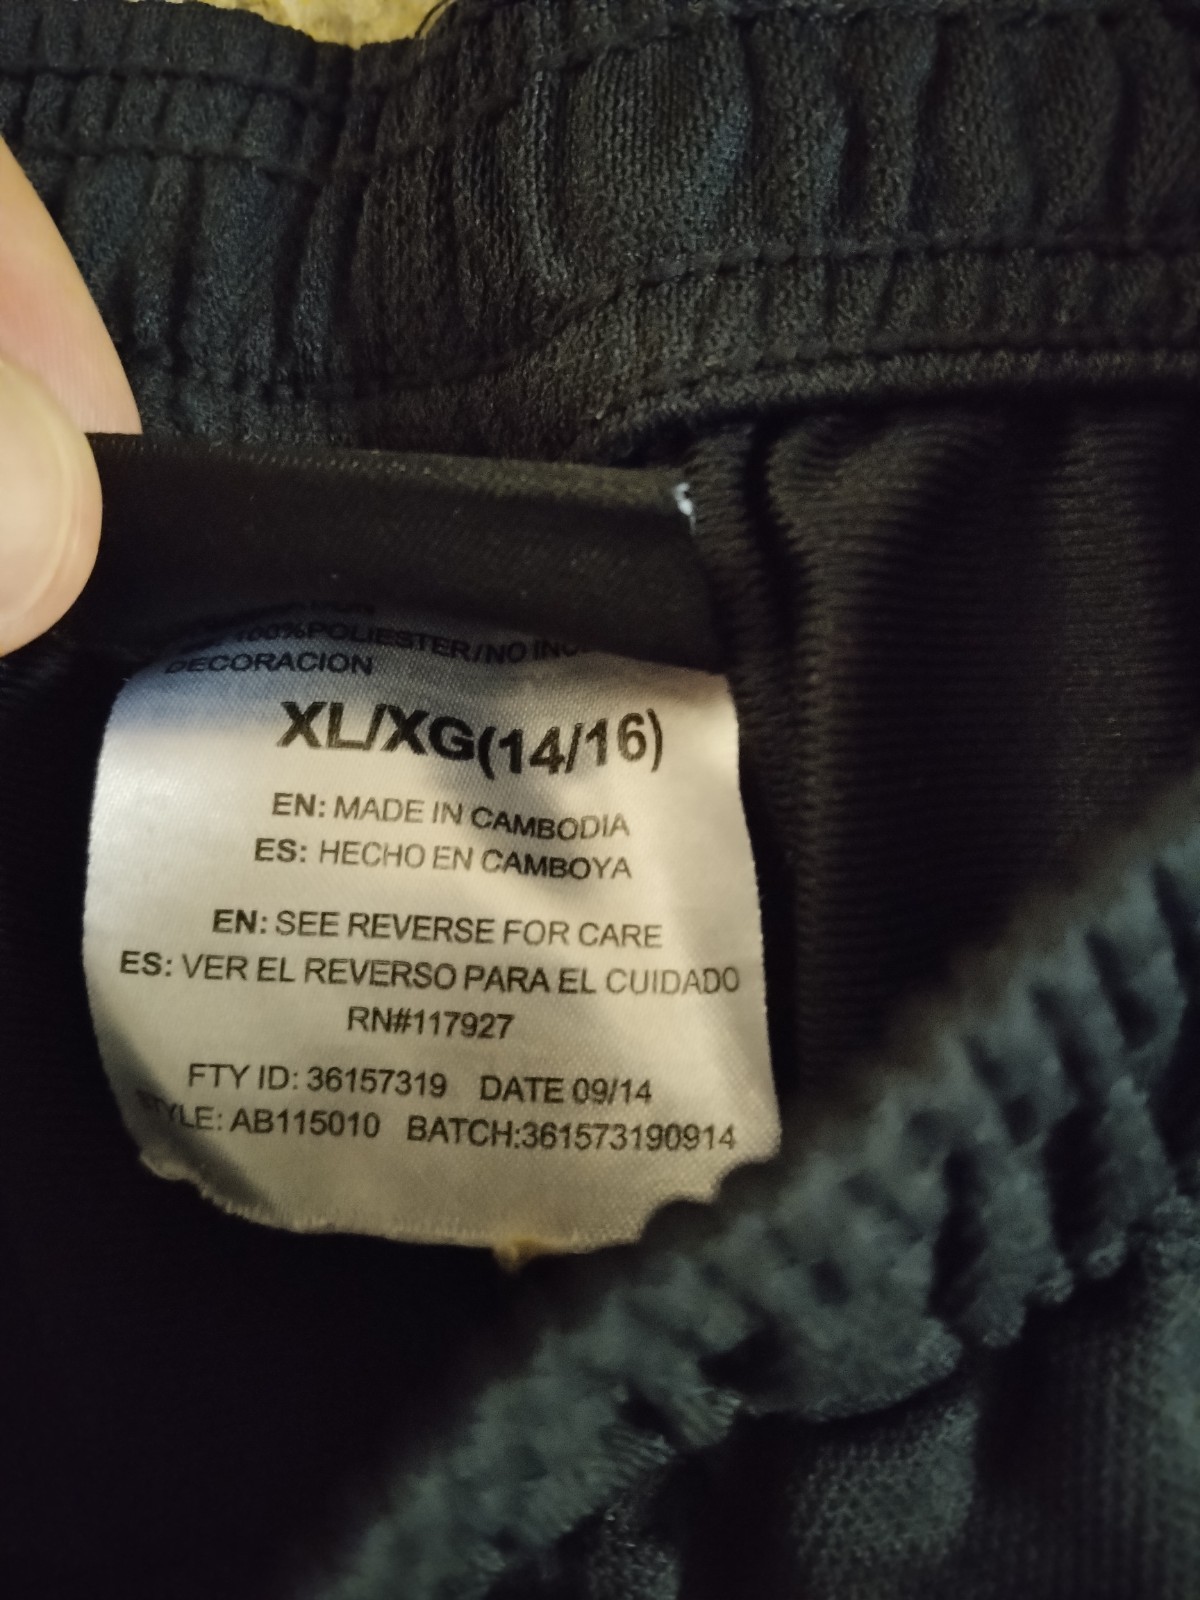 100%POLIESTER/NO
DECORACION
XL/XG(14/16)
EN: MADE IN CAMBODIA
ES: HECHO EN CAMBOYA
EN: SEE REVERSE FOR CARE
ES: VER EL REVERSO PARA EL CUIDADO
RN#117927
FTY ID: 36157319 DATE 09/14
STYLE: AB115010 BATCH:361573190914